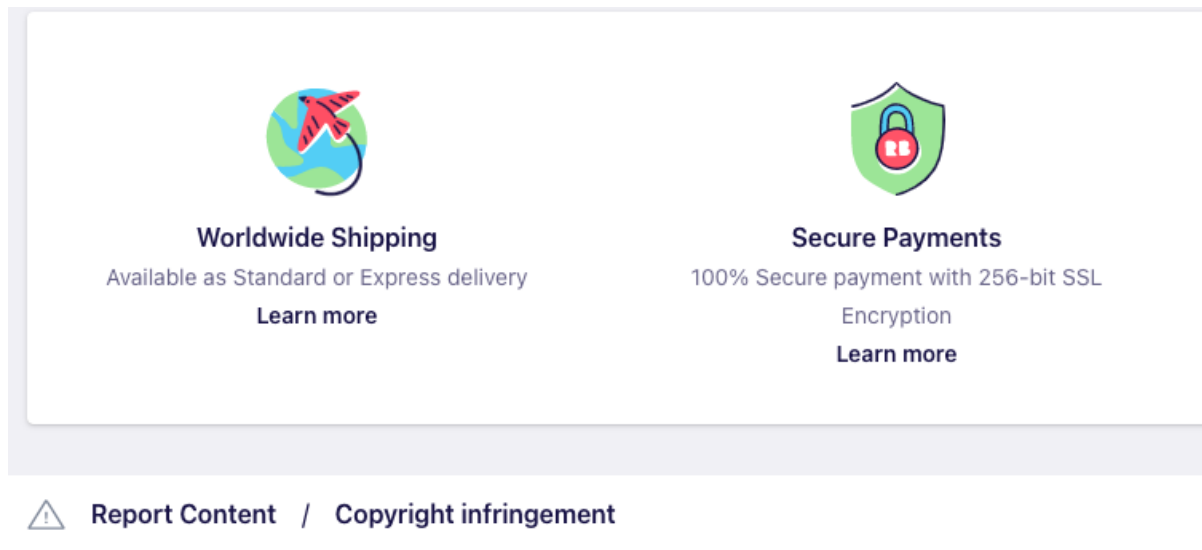 Worldwide Shipping
Available as Standard or Express delivery
Learn more
RB
Secure Payments
100% Secure payment with 256-bit SSL
Encryption
Learn more
Report Content / Copyright infringement